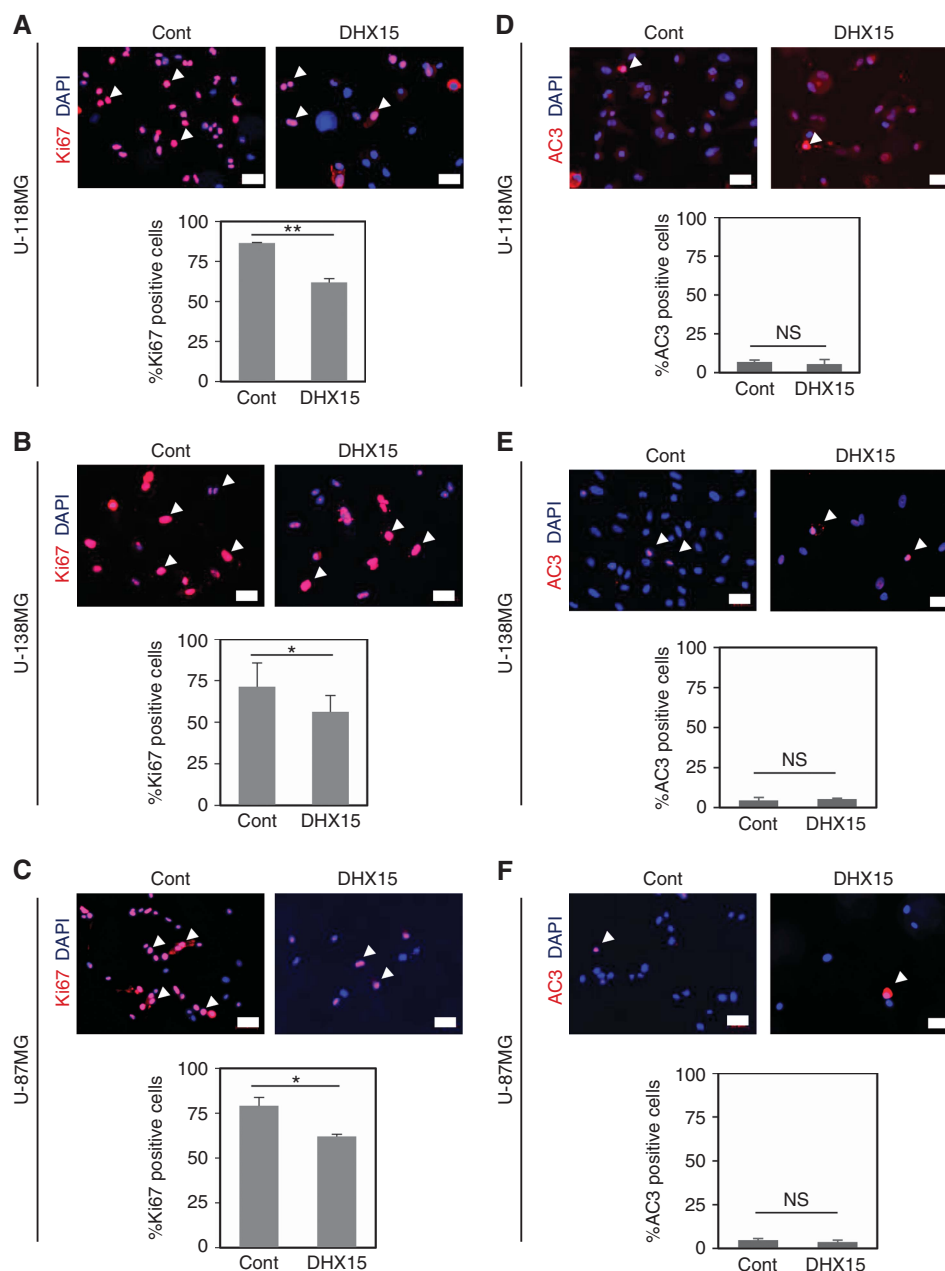 A
Cont
DHX15
U-118MG
Ki67 DAPI
%Ki67 positive cells
100
75
50
25
0
**
Cont
DHX15
B
Cont
DHX15
U-138MG
Ki67 DAPI
%Ki67 positive cells
100
75
50
25
0
*
Cont
DHX15
C
Cont
DHX15
U-87MG
Ki67 DAPI
%Ki67 positive cells
100
75
50
25
0
*
Cont
DHX15
D
Cont
DHX15
U-118MG
AC3 DAPI
%AC3 positive cells
100
75
50
25
0
NS
Cont
DHX15
E
Cont
DHX15
U-138MG
AC3 DAPI
%AC3 positive cells
100
75
50
25
0
NS
Cont
DHX15
F
Cont
DHX15
U-87MG
AC3 DAPI
%AC3 positive cells
100
75
50
25
0
NS
Cont
DHX15